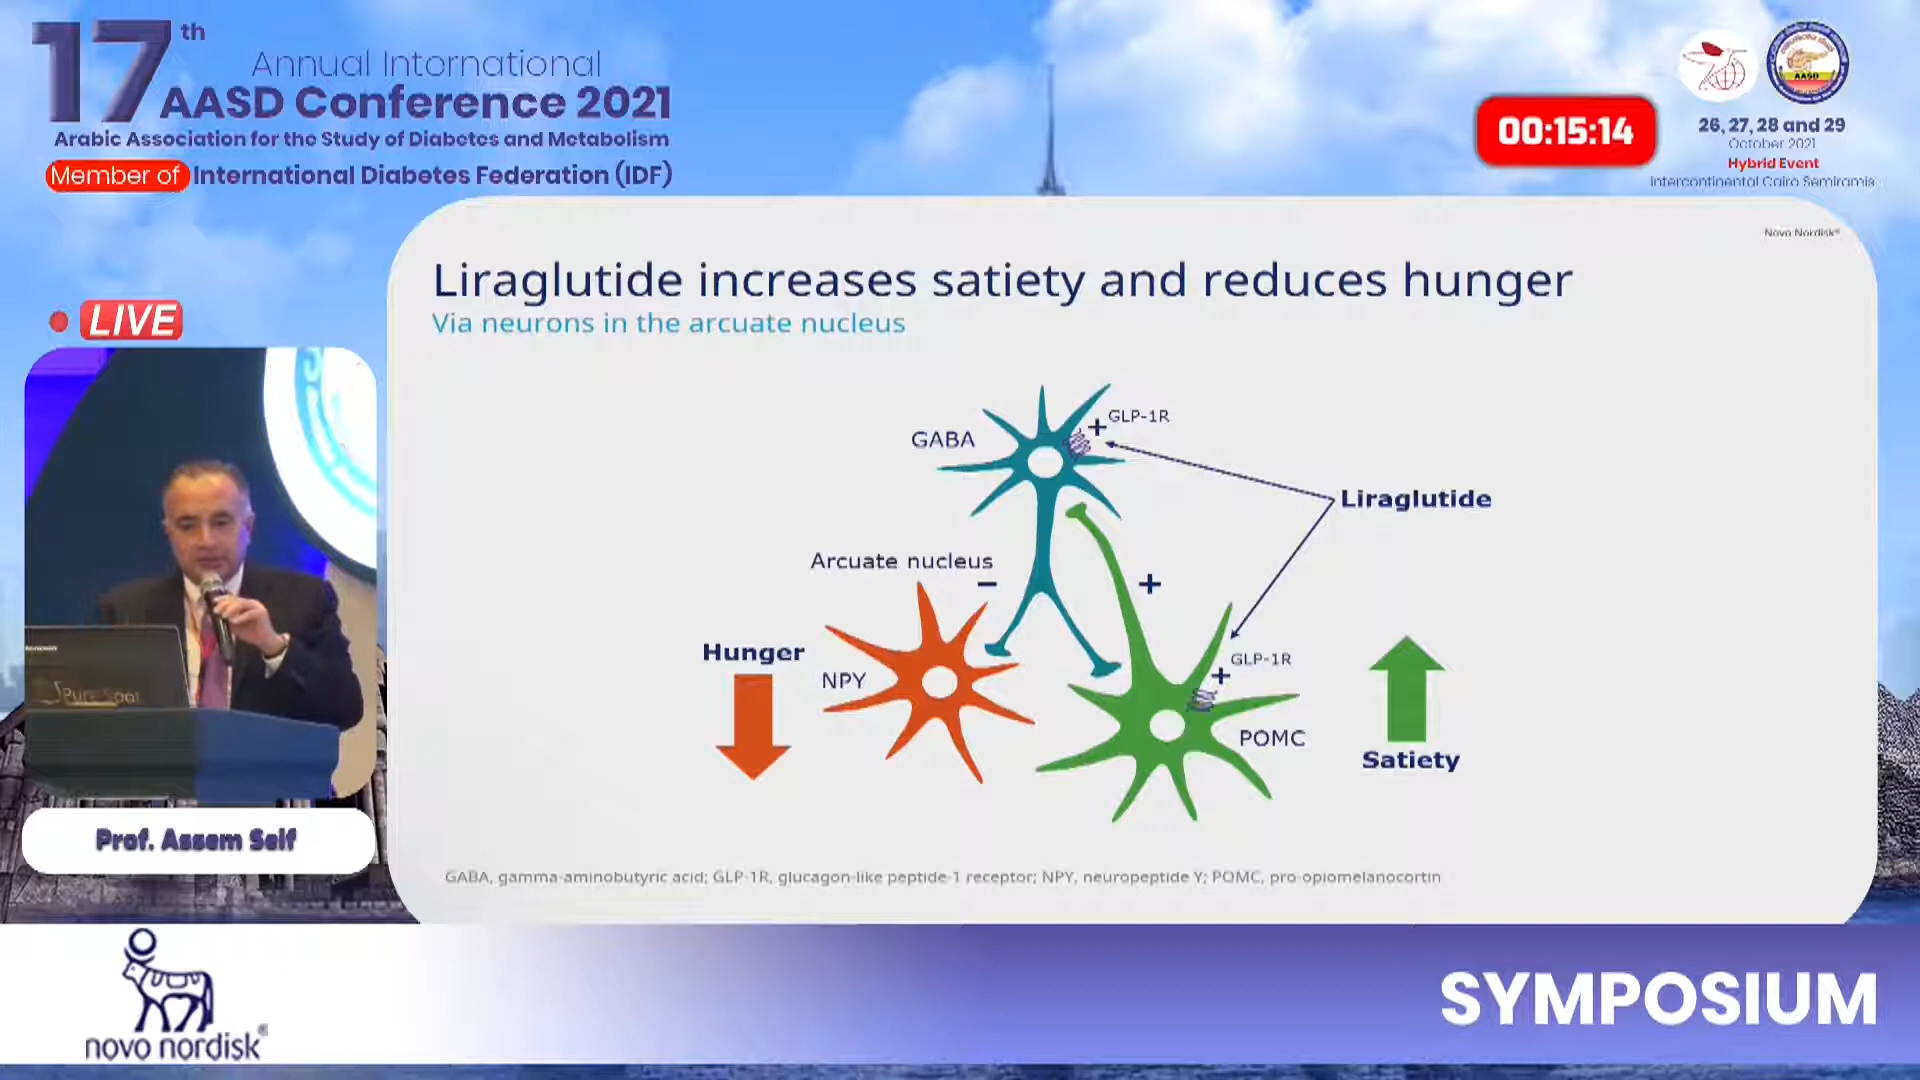 17th
Annual International
AASD Conference 2021
Arabic Association for the Study of Diabetes and Metabolism
Member of International Diabetes Federation (IDF)
00:15:14
AASD
26, 27, 28 and 29
October 2021
Hybrid Event
Intercontinental Cairo Semiramis
LIVE
Prof. Assem Seif
Novo Nordisk®
Liraglutide increases satiety and reduces hunger
Via neurons in the arcuate nucleus
GABA
+
GLP-1R
Liraglutide
Arcuate nucleus
–
+
Hunger
NPY
GLP-1R
+
POMC
Satiety
GABA, gamma-aminobutyric acid; GLP-1R, glucagon-like peptide-1 receptor; NPY, neuropeptide Y; POMC, pro-opiomelanocortin
novo nordisk®
SYMPOSIUM